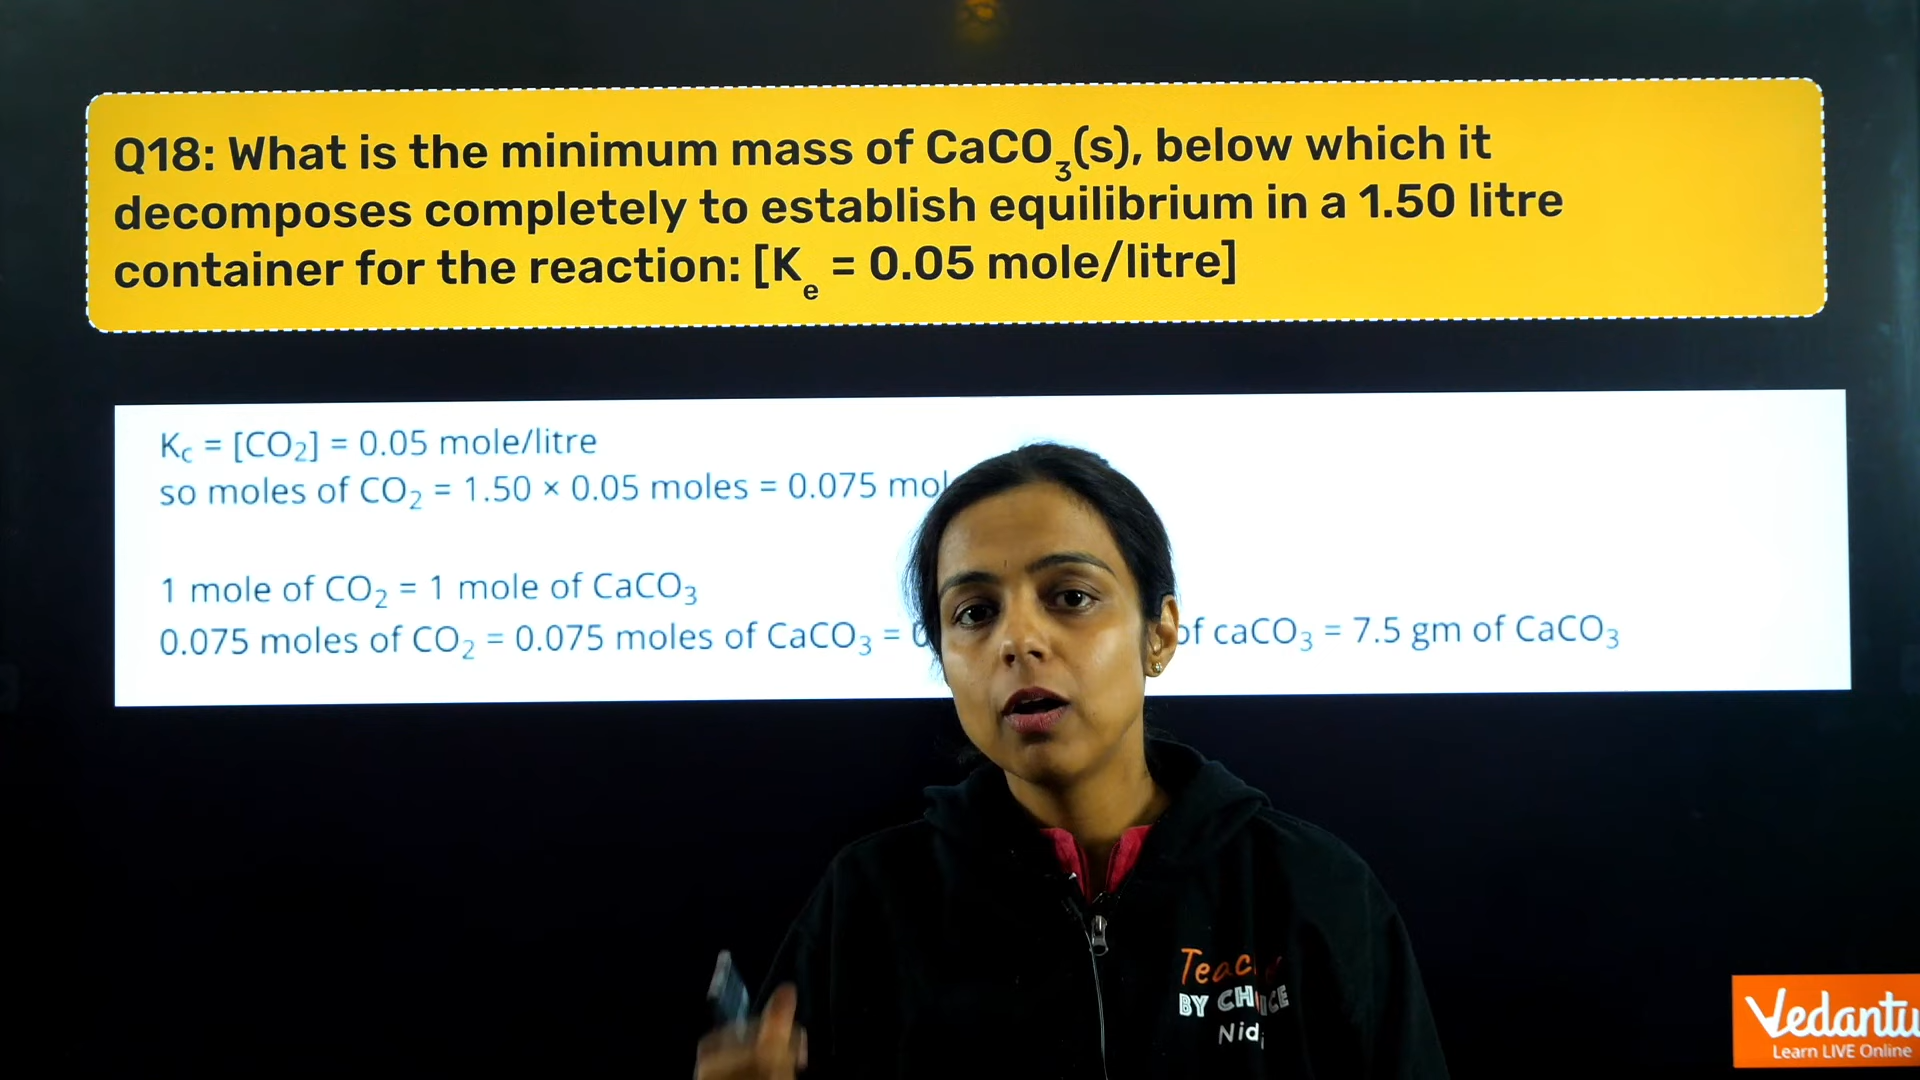 Q18: What is the minimum mass of CaCO₃(s), below which it
decomposes completely to establish equilibrium in a 1.50 litre
container for the reaction: [Kₑ = 0.05 mole/litre]
K꜀ = [CO₂] = 0.05 mole/litre
so moles of CO₂ = 1.50 × 0.05 moles = 0.075 mol
1 mole of CO₂ = 1 mole of CaCO₃
0.075 moles of CO₂ = 0.075 moles of CaCO₃ = of caCO₃ = 7.5 gm of CaCO₃
BY CHOICE
Vedantu
Learn LIVE Online